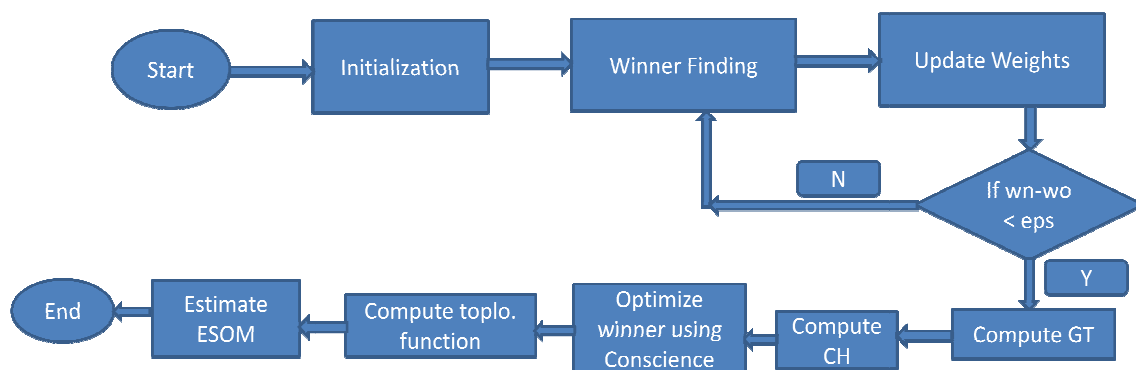 Start
Initialization
Winner Finding
Update Weights
If wn-wo
< eps
N
Y
Compute GT
Compute
CH
Optimize
winner using
Conscience
Compute toplo.
function
Estimate
ESOM
End